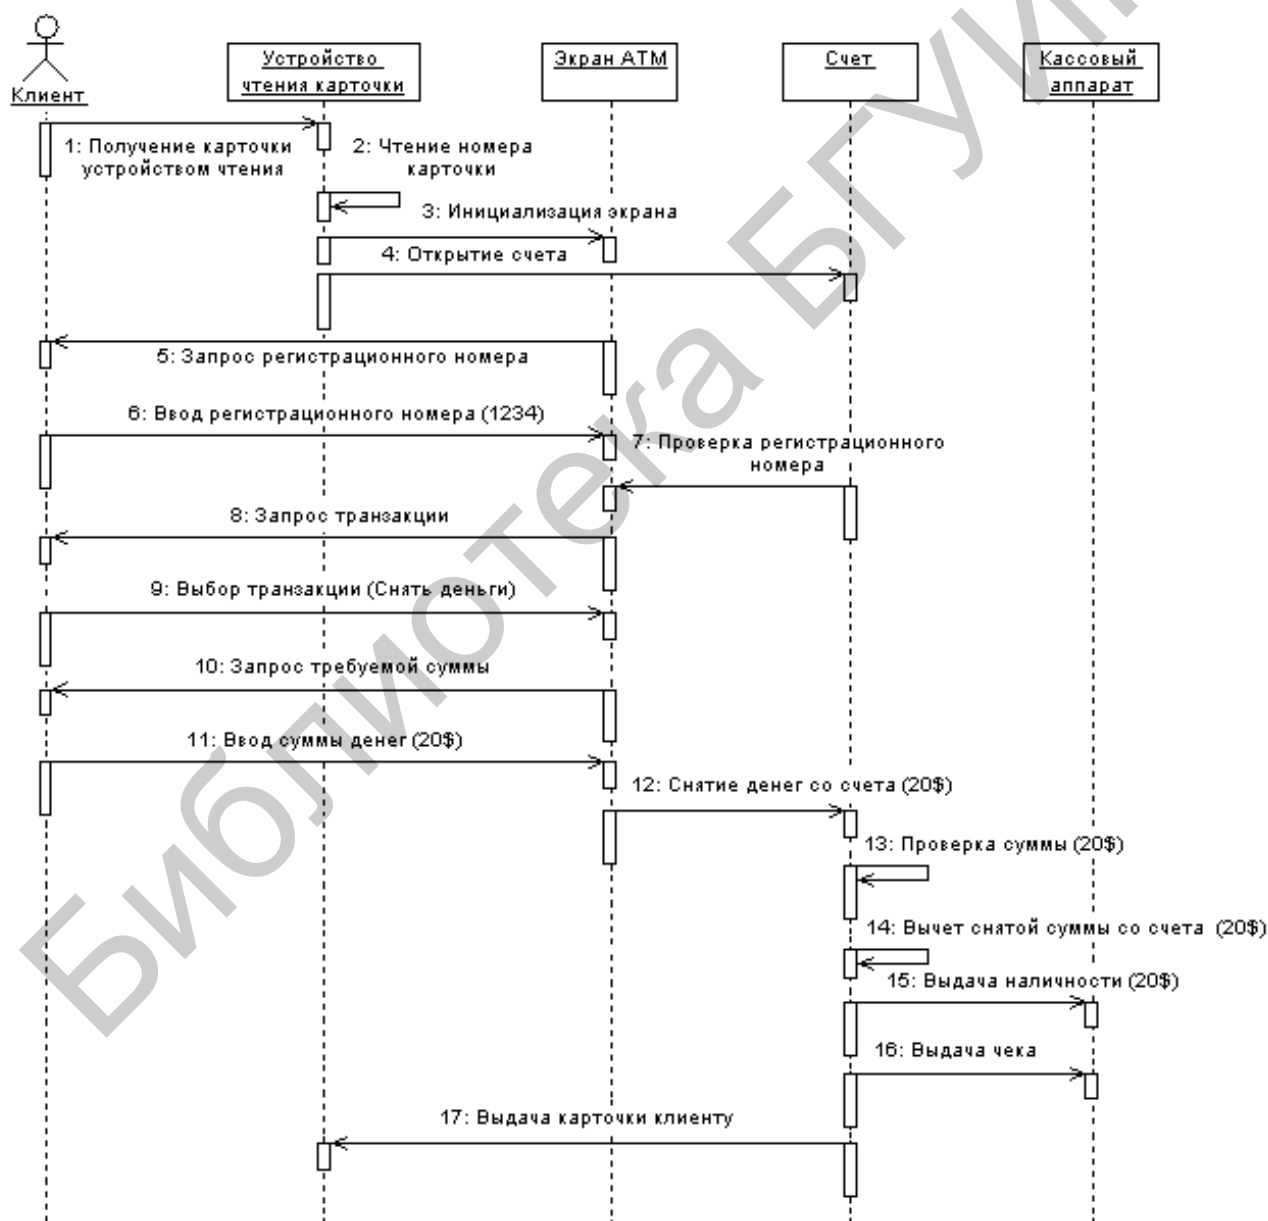 Клиент
Устройство
чтения карточки
Экран АТМ
Счет
Кассовый
аппарат
1: Получение карточки
устройством чтения
2: Чтение номера
карточки
3: Инициализация экрана
4: Открытие счета
5: Запрос регистрационного номера
6: Ввод регистрационного номера (1234)
7: Проверка регистрационного
номера
8: Запрос транзакции
9: Выбор транзакции (Снять деньги)
10: Запрос требуемой суммы
11: Ввод суммы денег (20$)
12: Снятие денег со счета (20$)
13: Проверка суммы (20$)
14: Вычет снятой суммы со счета (20$)
15: Выдача наличности (20$)
16: Выдача чека
17: Выдача карточки клиенту
Библиотека БГУИ